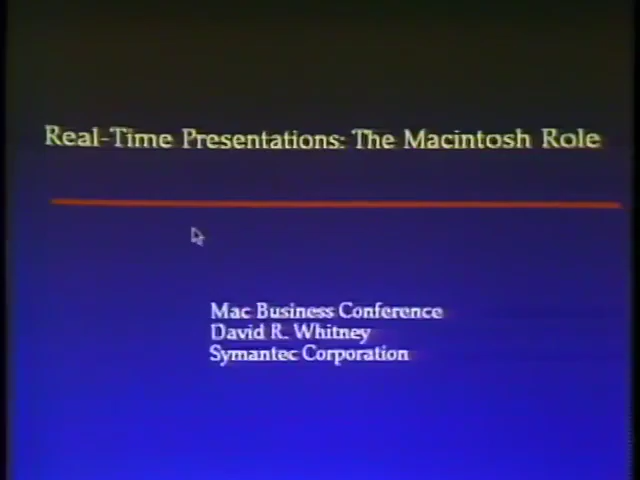 Real-Time Presentations: The Macintosh Role
Mac Business Conference
David R. Whitney
Symantec Corporation